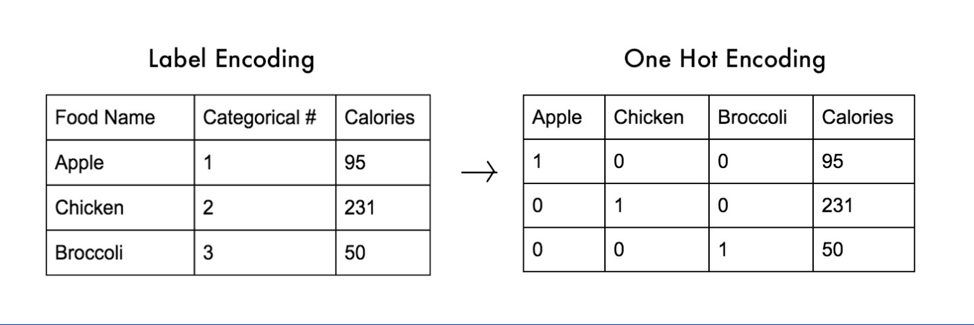 Label Encoding
Food Name Categorical # Calories
Apple 1 95
Chicken 2 231
Broccoli 3 50
One Hot Encoding
Apple Chicken Broccoli Calories
1 0 0 95
0 1 0 231
0 0 1 50